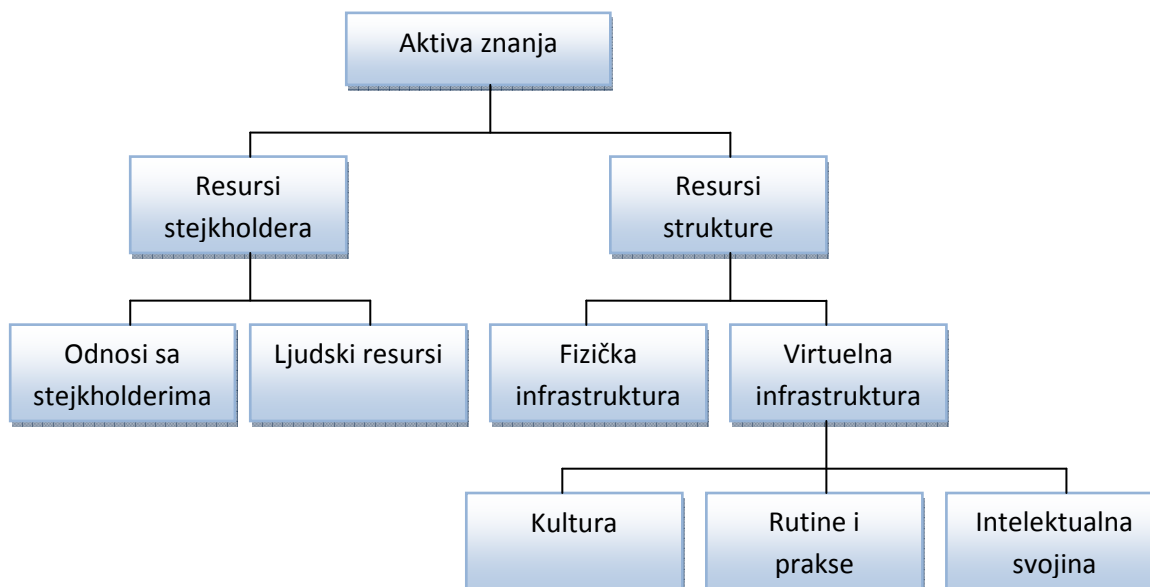 Aktiva znanja
Resursi
stejkholdera
Resursi
strukture
Odnosi sa
stejkholderima
Ljudski resursi
Fizička
infrastruktura
Virtuelna
infrastruktura
Kultura
Rutine i
prakse
Intelektualna
svojina